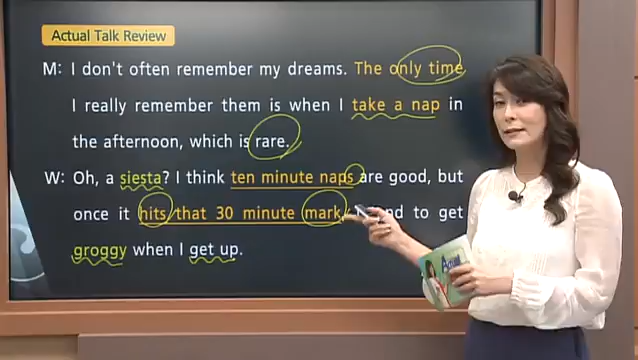 Actual Talk Review
M: I don't often remember my dreams. The only time
I really remember them is when I take a nap in
the afternoon, which is rare.
W: Oh, a siesta? I think ten minute naps are good, but
once it hits that 30 minute mark, to get
groggy when I get up.